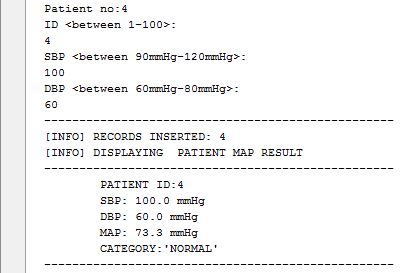 Patient no:4
ID <between 1-100>:
4
SBP <between 90mmHg-120mmHg>:
100
DBP <between 60mmHg-80mmHg>:
60
--------------------------------------------------
[INFO] RECORDS INSERTED: 4
[INFO] DISPLAYING  PATIENT MAP RESULT
--------------------------------------------------
PATIENT ID:4
SBP: 100.0 mmHg
DBP: 60.0 mmHg
MAP: 73.3 mmHg
CATEGORY:'NORMAL'
--------------------------------------------------